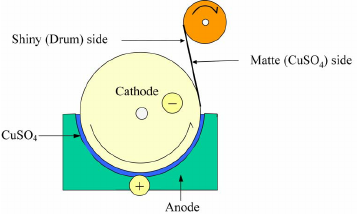 Shiny (Drum) side
Matte (CuSO₄) side
Cathode
−
CuSO₄
+
Anode